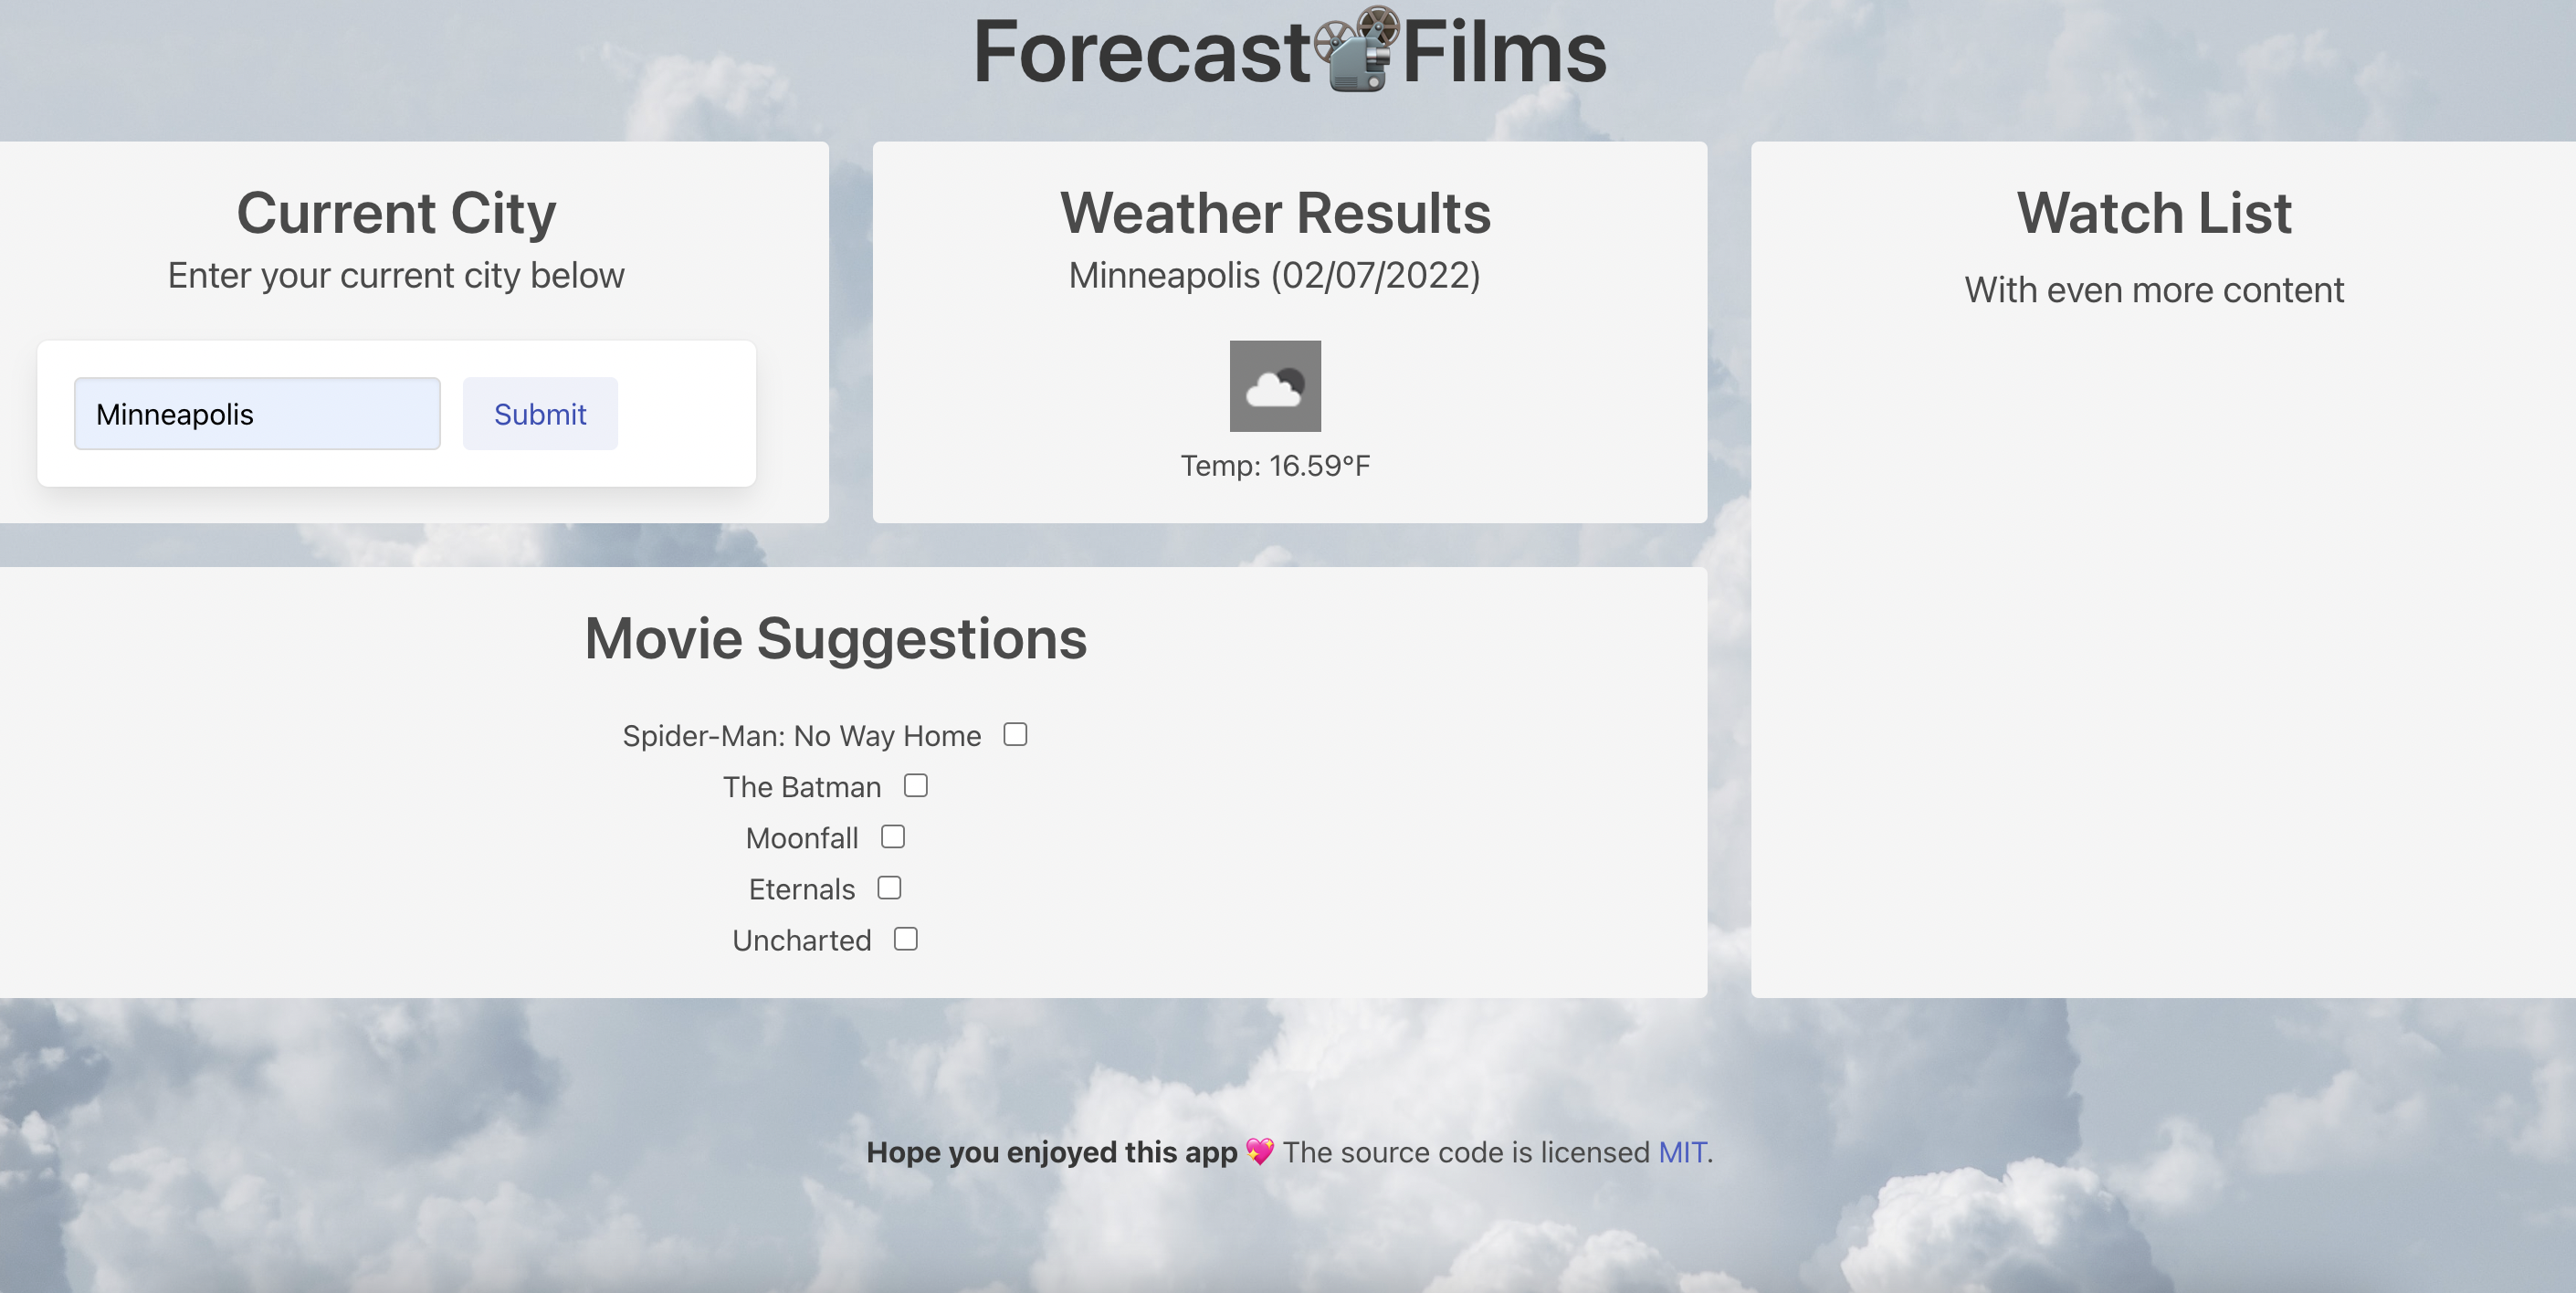 Forecast📽Films
Current City
Enter your current city below
Minneapolis
Submit
Weather Results
Minneapolis (02/07/2022)
Temp: 16.59°F
Watch List
With even more content
Movie Suggestions
Spider-Man: No Way Home
The Batman
Moonfall
Eternals
Uncharted
Hope you enjoyed this app 💖 The source code is licensed MIT.